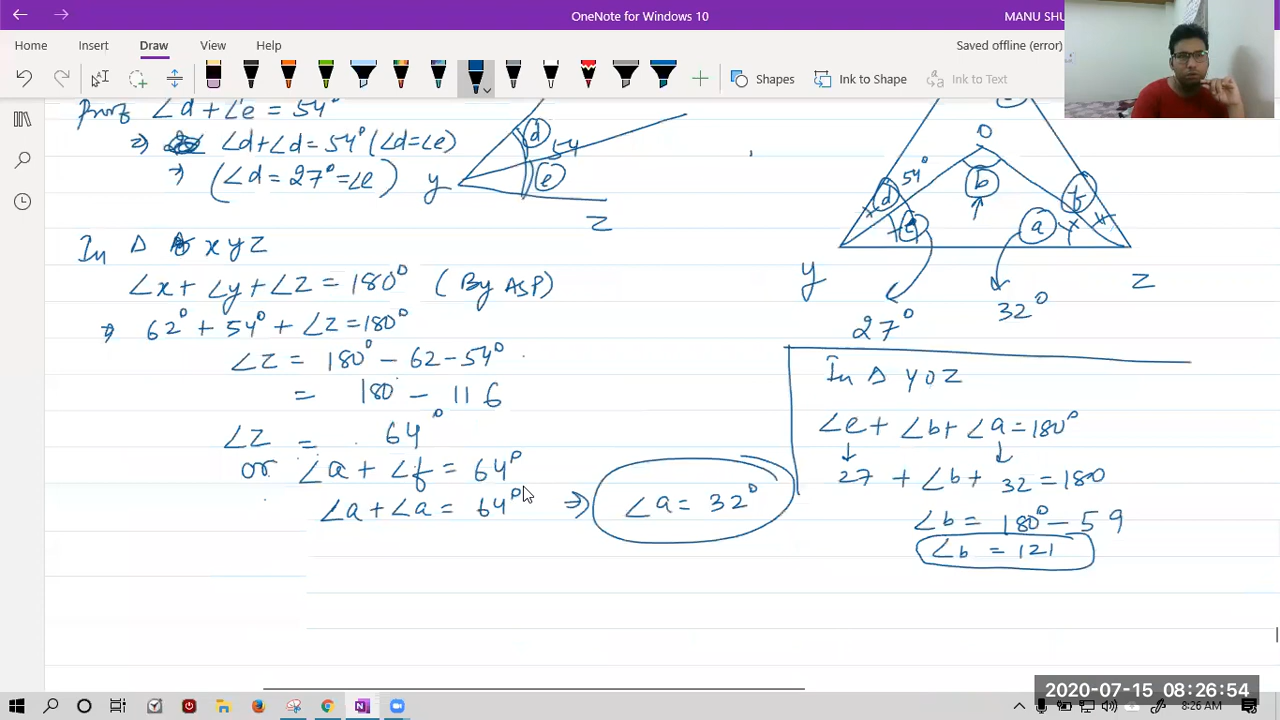 OneNote for Windows 10
MANU SHU
Home Insert Draw View Help
Saved offline (error)
Shapes
Ink to Shape
Ink to Text
∠d + ∠e = 54°
⇒ ∠d+∠d = 54° (∠d=∠e)
⇒ (∠d = 27° = ∠e)
d
54
e
y
Z
In Δ xyz
∠x + ∠y + ∠z = 180° (By ASP)
⇒ 62° + 54° + ∠z = 180°
∠z = 180° - 62 - 54°
= 180 - 116
∠z = 64°
or ∠a + ∠f = 64°
∠a + ∠a = 64° ⇒ ∠a = 32°
O
54°
d
b
f
e
a
y
Z
27°
32°
In Δ YOZ
∠e + ∠b + ∠a = 180°
27 + ∠b + 32 = 180
∠b = 180° - 59
∠b = 121
2020-07-15 08:26:54
8:26 AM